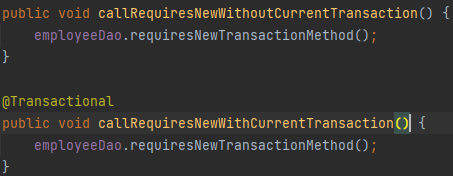 public void callRequiresNewWithoutCurrentTransaction() {
    employeeDao.requiresNewTransactionMethod();
}

@Transactional
public void callRequiresNewWithCurrentTransaction() {
    employeeDao.requiresNewTransactionMethod();
}